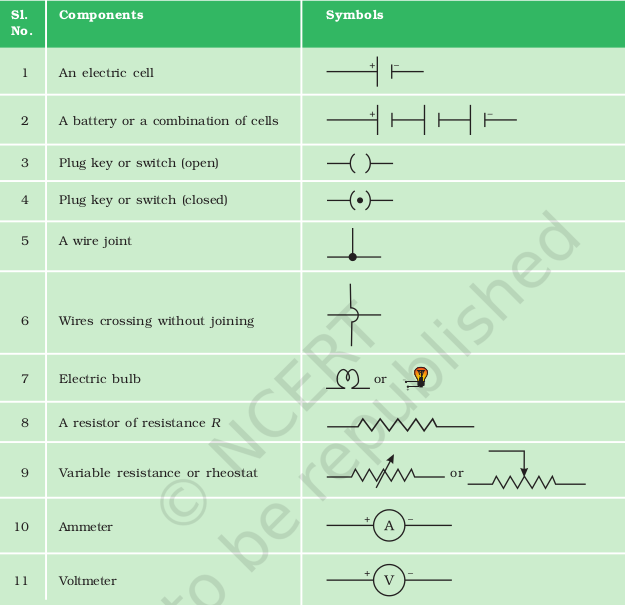 Sl. No. Components Symbols
1 An electric cell + −
2 A battery or a combination of cells + −
3 Plug key or switch (open)
4 Plug key or switch (closed)
5 A wire joint
6 Wires crossing without joining
7 Electric bulb or
8 A resistor of resistance R
9 Variable resistance or rheostat or
10 Ammeter + A −
11 Voltmeter + V −
© NCERT
to be republished